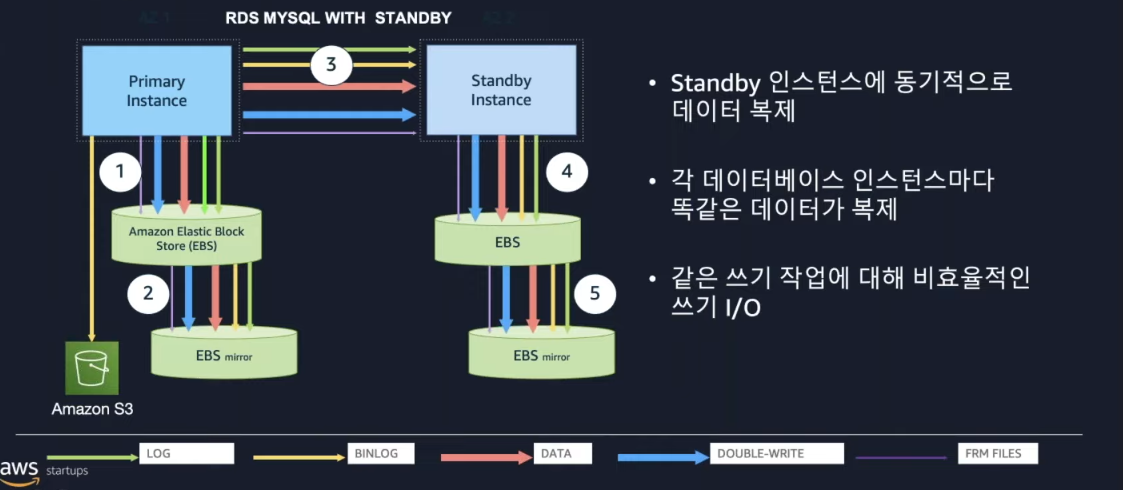 RDS MYSQL WITH STANDBY
Primary
Instance
3
Standby
Instance
1
4
Amazon Elastic Block
Store (EBS)
EBS
2
5
EBS mirror
EBS mirror
Amazon S3
• Standby 인스턴스에 동기적으로
데이터 복제
• 각 데이터베이스 인스턴스마다
똑같은 데이터가 복제
• 같은 쓰기 작업에 대해 비효율적인
쓰기 I/O
LOG
BINLOG
DATA
DOUBLE-WRITE
FRM FILES
aws startups